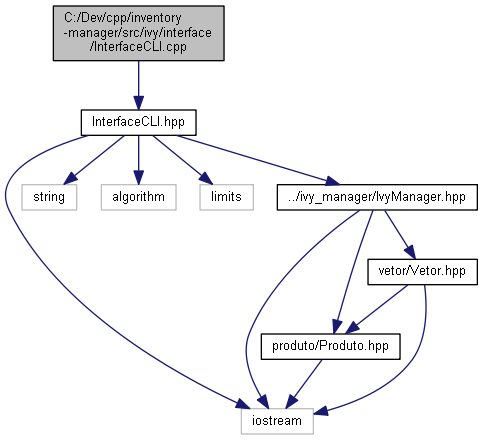 C:/Dev/cpp/inventory
-manager/src/ivy/interface
/InterfaceCLI.cpp
InterfaceCLI.hpp
string
algorithm
limits
../ivy_manager/IvyManager.hpp
vetor/Vetor.hpp
produto/Produto.hpp
iostream